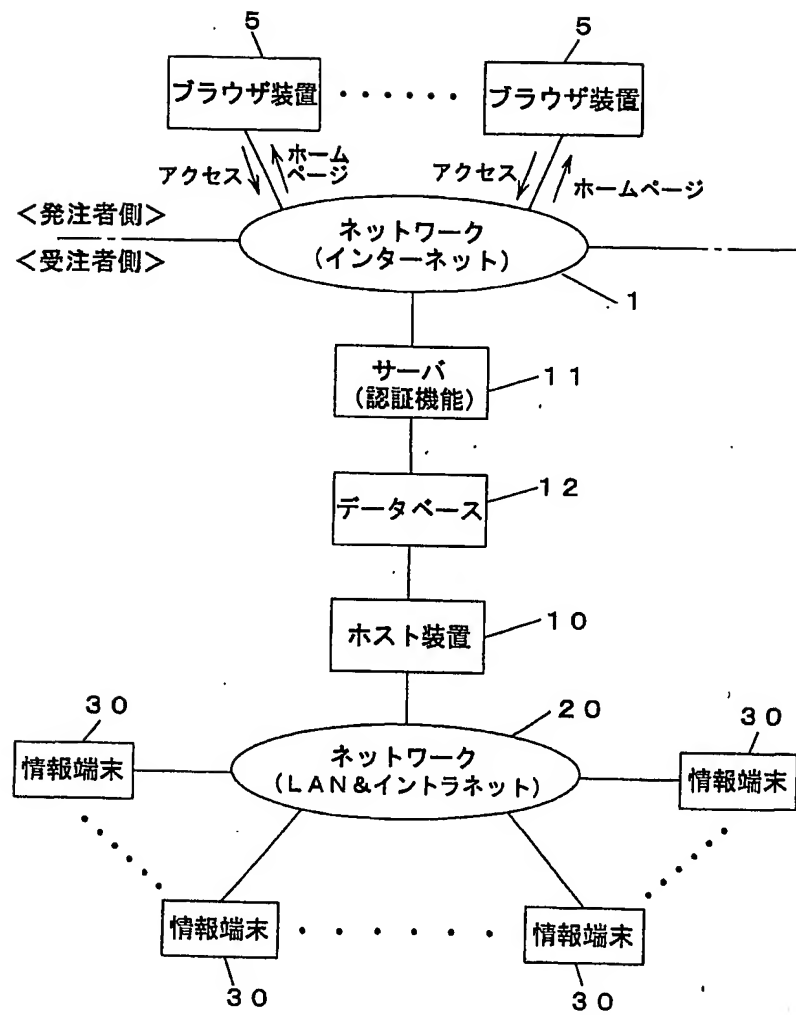 5
5
ブラウザ装置
ブラウザ装置
アクセス
ホーム
ページ
アクセス
ホームページ
<発注者側>
<受注者側>
ネットワーク
(インターネット)
1
サーバ
(認証機能)
11
データベース
12
ホスト装置
10
30
20
30
情報端末
ネットワーク
(LAN&イントラネット)
情報端末
情報端末
情報端末
30
30